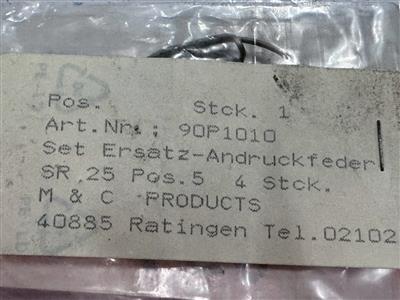 Pos. Stck. 1
Art.Nr.: 90P1010
Set Ersatz-Andruckfeder
SR 25 Pos.5 4 Stck.
M & C PRODUCTS
40885 Ratingen Tel.02102